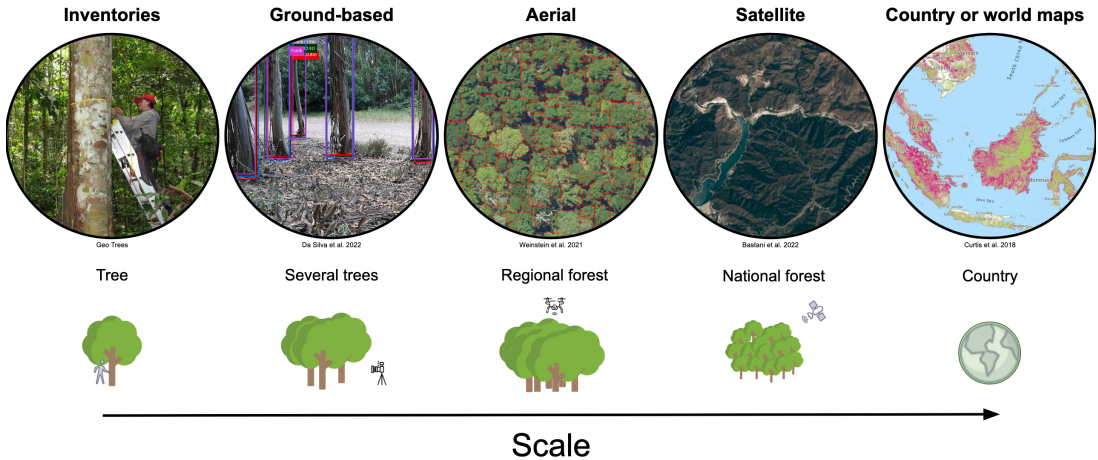 Inventories
Ground-based
Aerial
Satellite
Country or world maps
Geo Trees
Da Silva et al. 2022
Weinstein et al. 2021
Bastani et al. 2022
Curtis et al. 2018
Tree
Several trees
Regional forest
National forest
Country
Scale